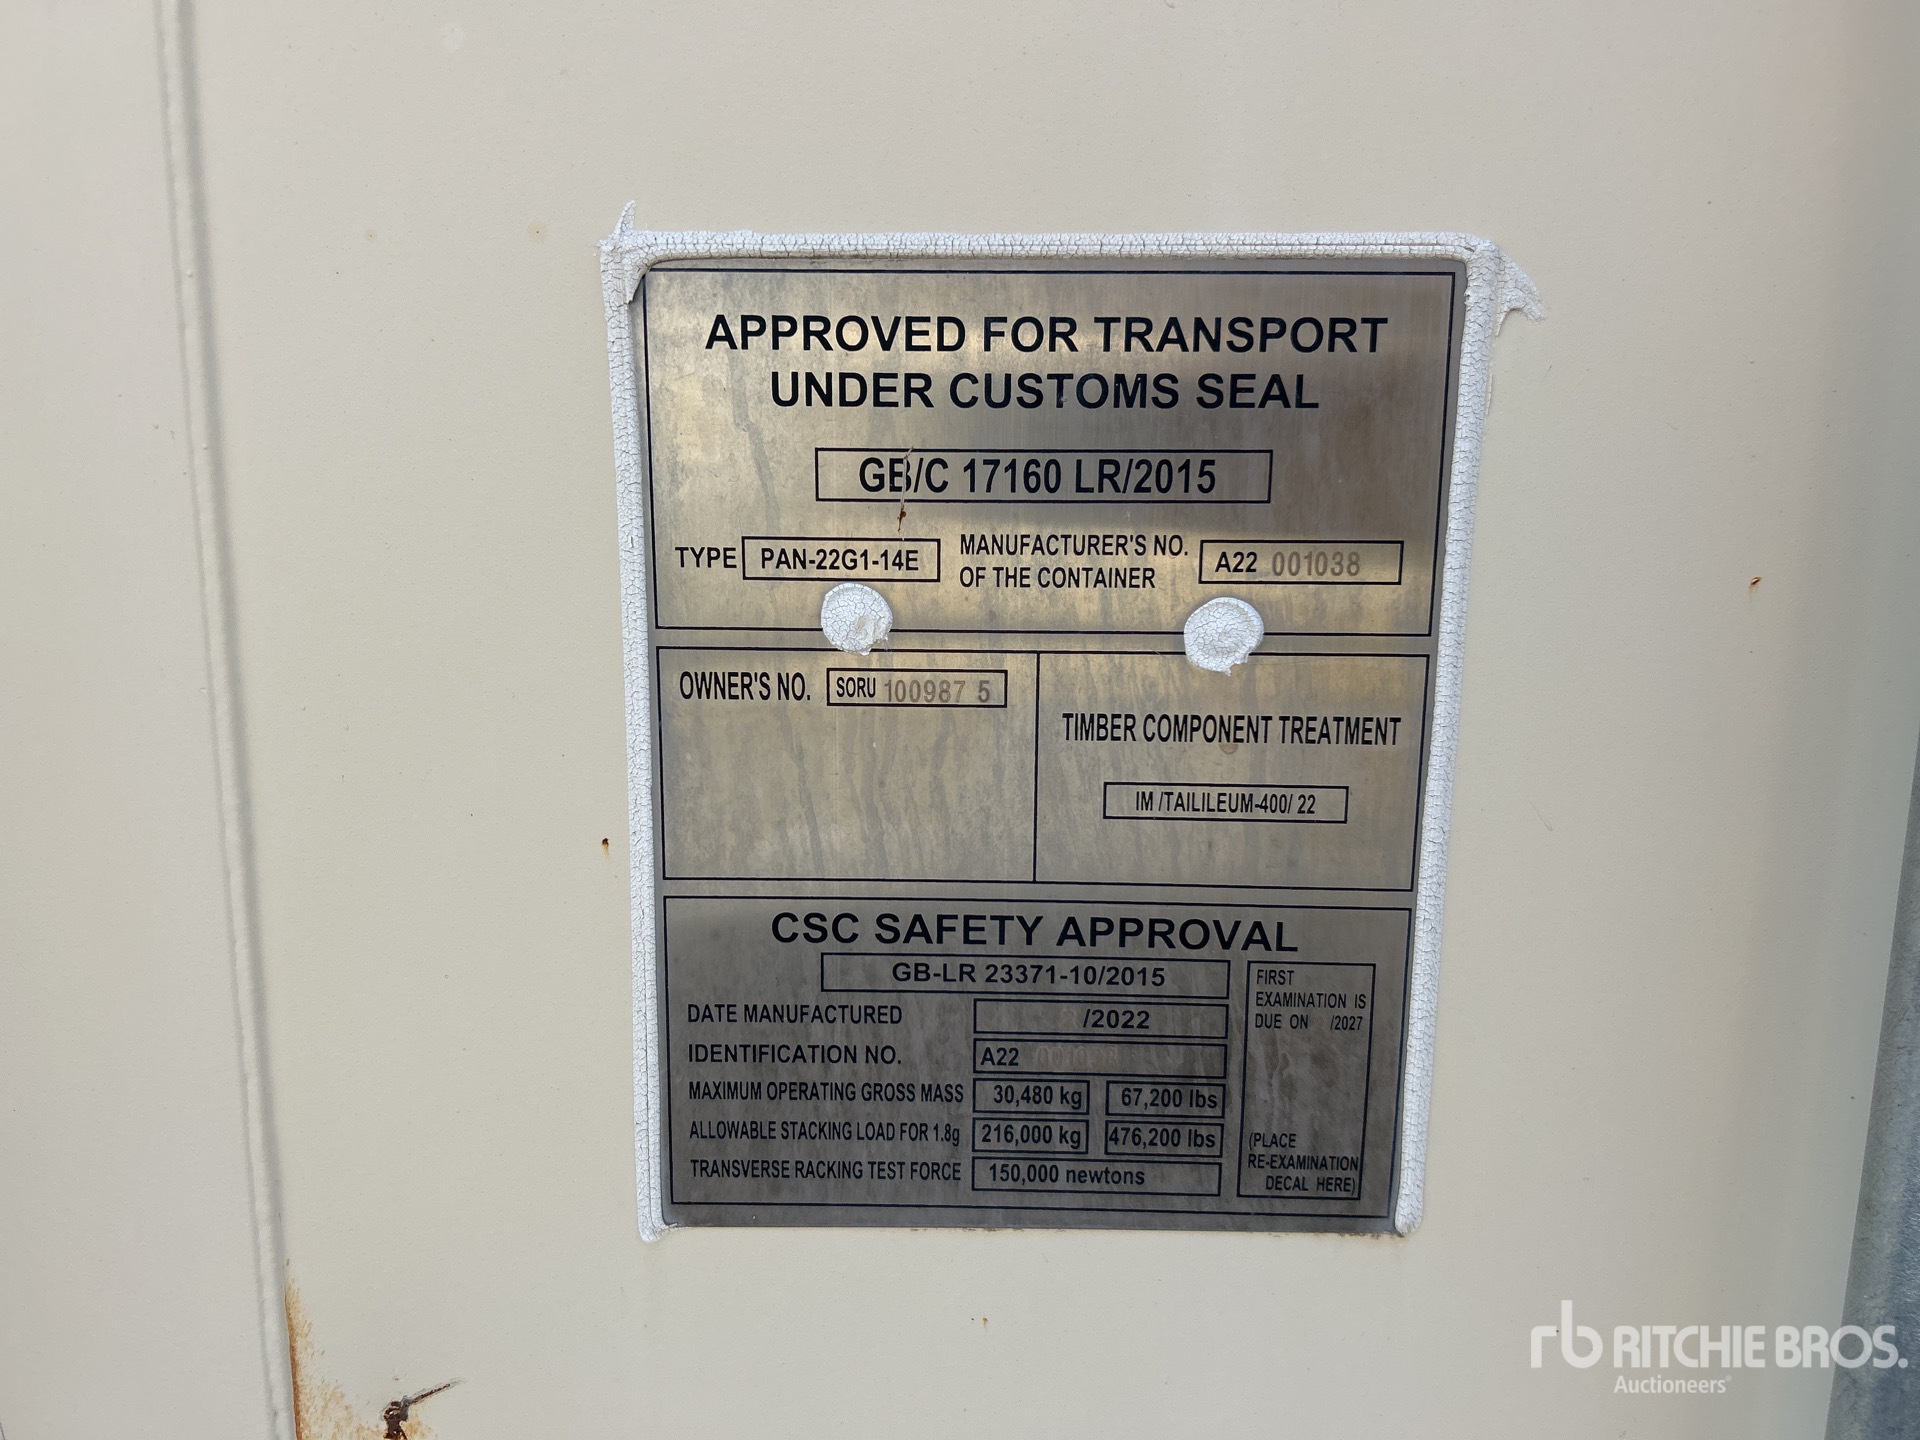 APPROVED FOR TRANSPORT
UNDER CUSTOMS SEAL
GB/C 17160 LR/2015
TYPE PAN-22G1-14E MANUFACTURER'S NO. OF THE CONTAINER A22 001038
OWNER'S NO. SORU 100987 5
TIMBER COMPONENT TREATMENT
IM /TAILILEUM-400/ 22
CSC SAFETY APPROVAL
GB-LR 23371-10/2015
DATE MANUFACTURED /2022
IDENTIFICATION NO. A22
MAXIMUM OPERATING GROSS MASS 30,480 kg 67,200 lbs
ALLOWABLE STACKING LOAD FOR 1.8g 216,000 kg 476,200 lbs
TRANSVERSE RACKING TEST FORCE 150,000 newtons
FIRST
EXAMINATION IS
DUE ON /2027
(PLACE
RE-EXAMINATION
DECAL HERE)
rb RITCHIE BROS.
Auctioneers